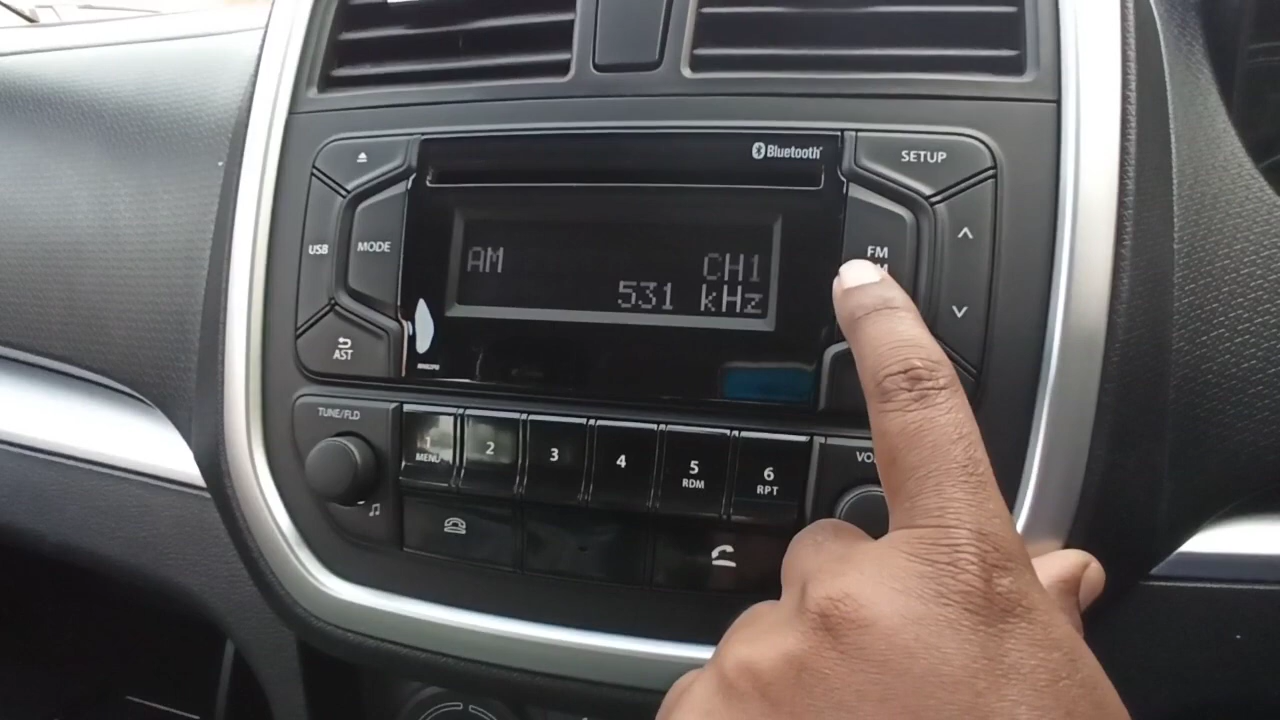 Bluetooth
SETUP
USB
MODE
AM
CH1
531 kHz
FM
AST
TUNE/FLD
1
MENU
2
3
4
5
RDM
6
RPT